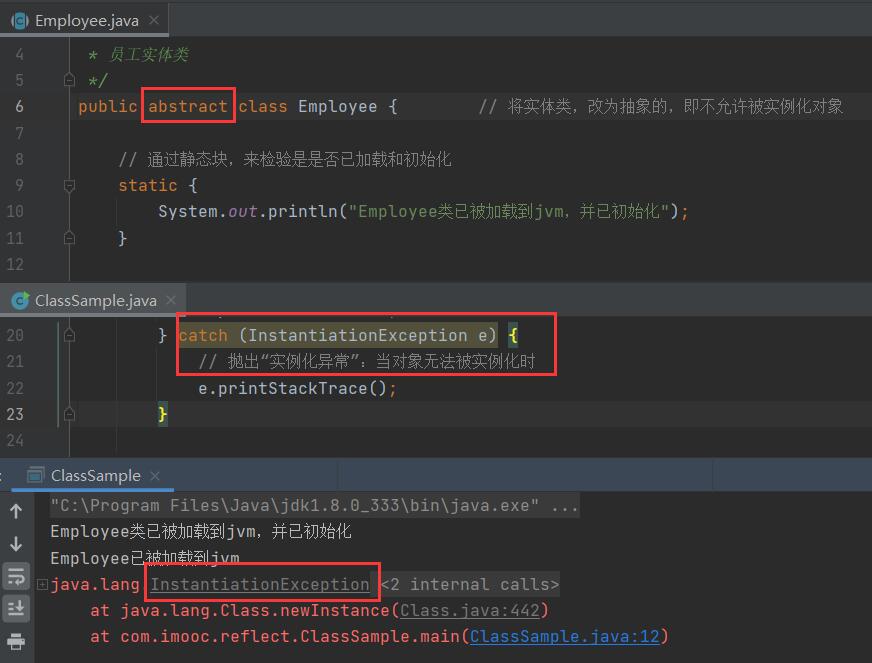 Employee.java
4 * 员工实体类
5 */
6 public abstract class Employee { // 将实体类，改为抽象的，即不允许被实例化对象
7
8 // 通过静态块，来检验是是否已加载和初始化
9 static {
10 System.out.println("Employee类已被加载到jvm，并已初始化");
11 }
12
ClassSample.java
20 } catch (InstantiationException e) {
21 // 抛出“实例化异常”：当对象无法被实例化时
22 e.printStackTrace();
23 }
24
: ClassSample
"C:\Program Files\Java\jdk1.8.0_333\bin\java.exe" ...
Employee类已被加载到jvm，并已初始化
Employee已被加载到jvm
java.lang.InstantiationException <2 internal calls>
at java.lang.Class.newInstance(Class.java:442)
at com.imooc.reflect.ClassSample.main(ClassSample.java:12)